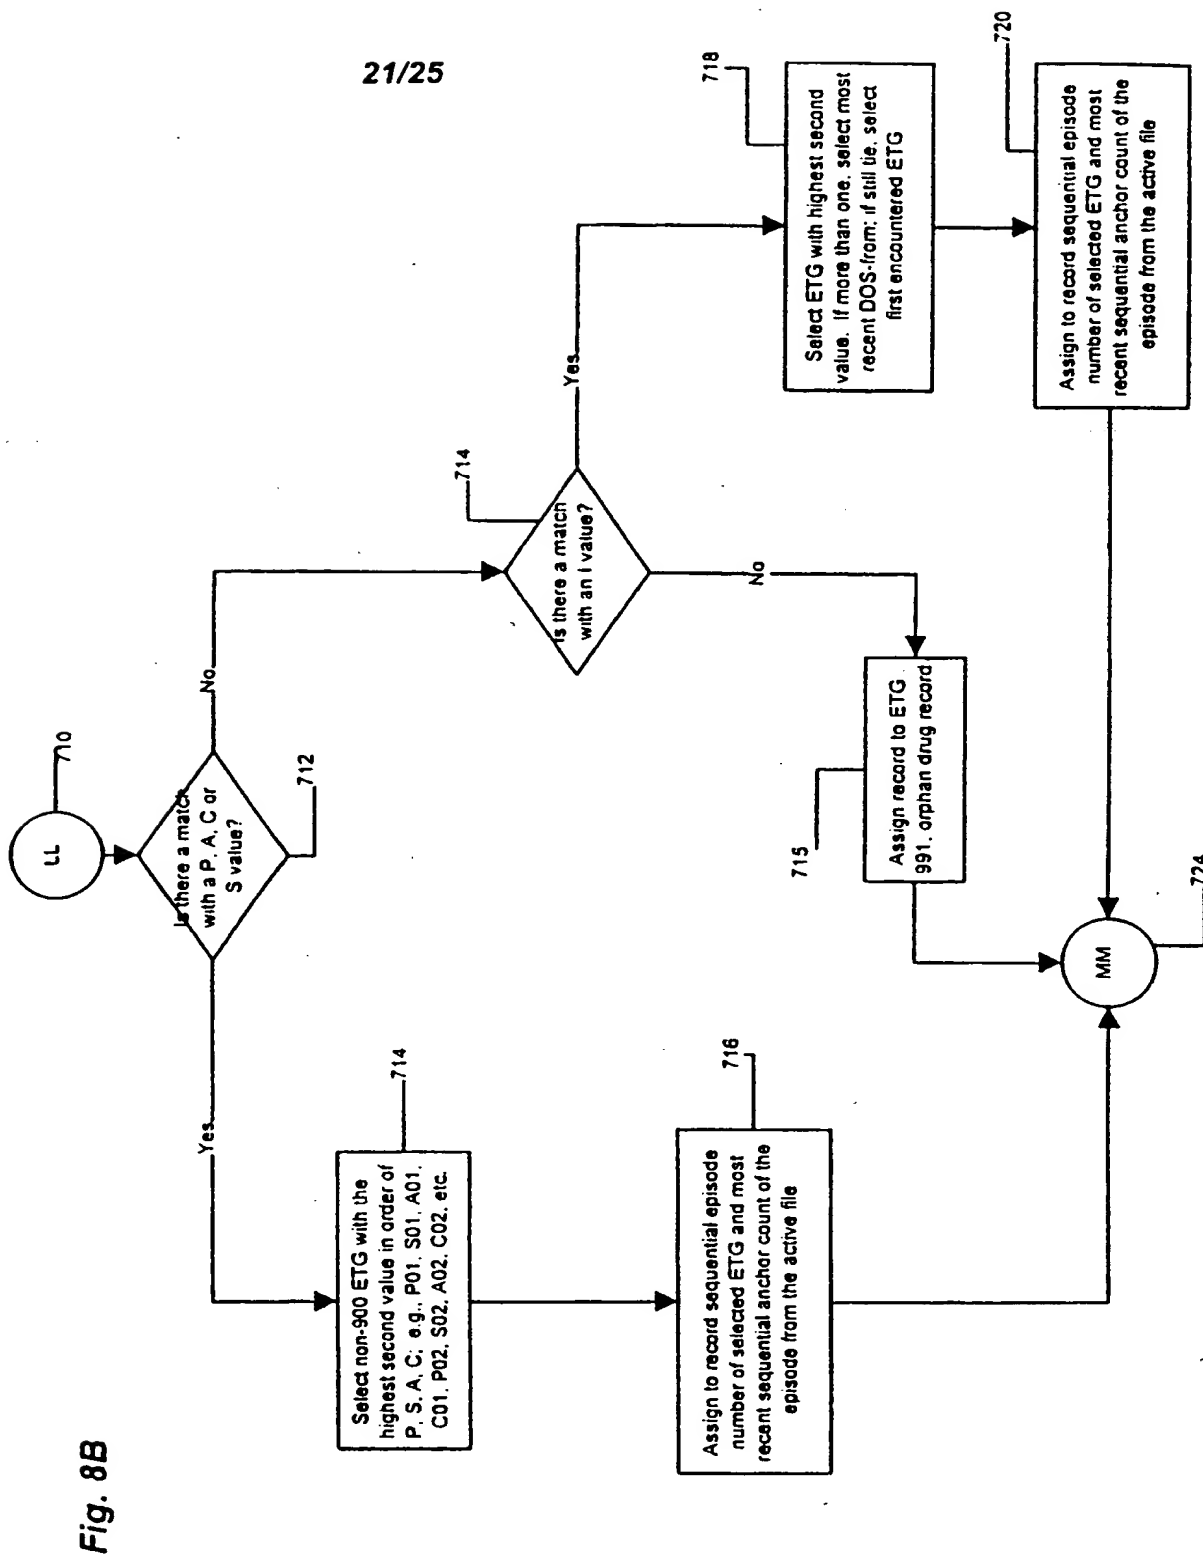 21/25
Fig. 8B
LL
710
Is there a match
with a P, A, C or
S value?
712
Yes
No
714
Select non-900 ETG with the
highest second value in order of
P, S, A, C; e.g., P01, S01, A01,
C01, P02, S02, A02, C02, etc.
716
Assign to record sequential episode
number of selected ETG and most
recent sequential anchor count of the
episode from the active file
714
Is there a match
with an I value?
Yes
No
715
Assign record to ETG
991, orphan drug record
718
Select ETG with highest second
value. If more than one, select most
recent DOS-from; if still tie, select
first encountered ETG
720
Assign to record sequential episode
number of selected ETG and most
recent sequential anchor count of the
episode from the active file
MM
724